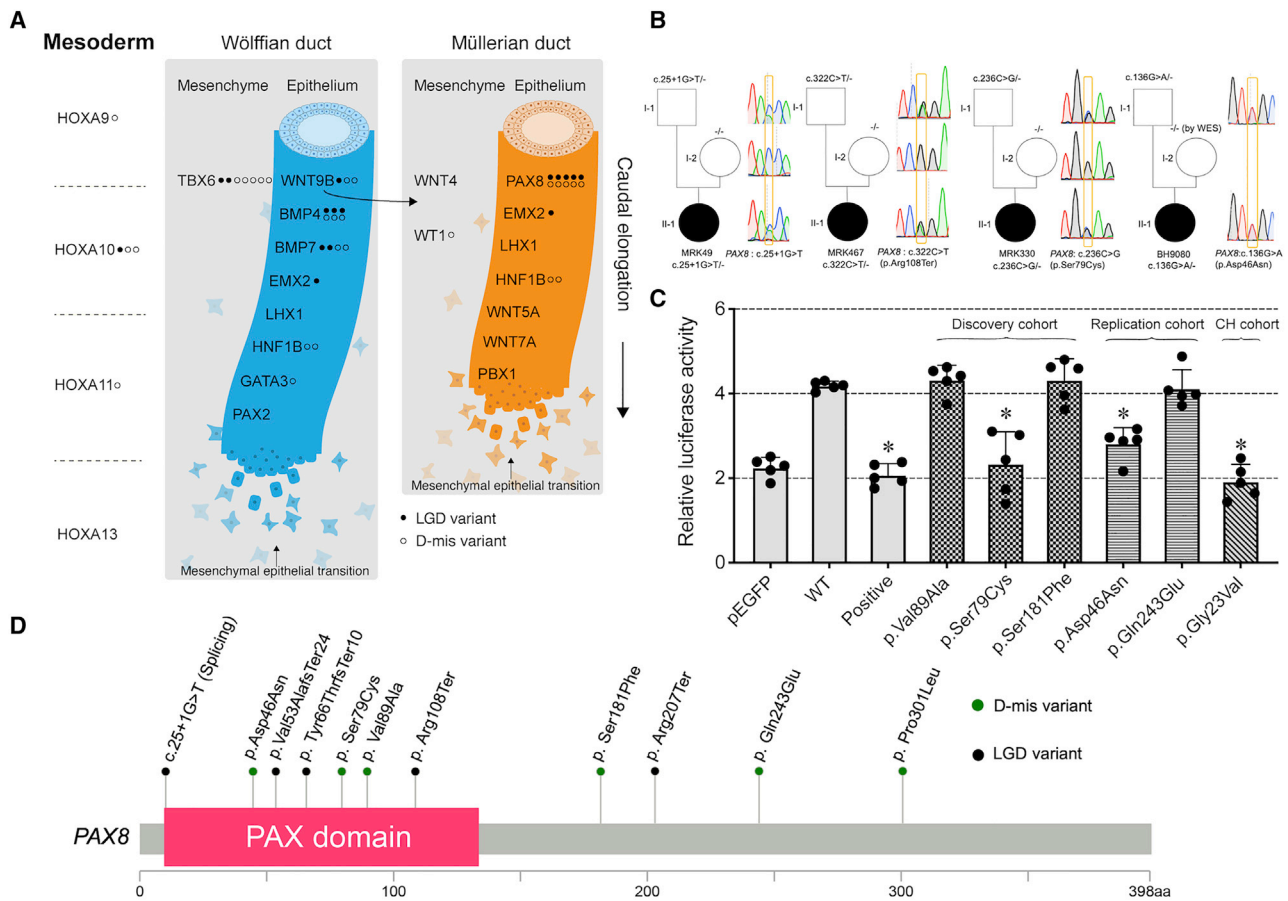 A
Mesoderm
Wölffian duct
Müllerian duct
Mesenchyme
Epithelium
Mesenchyme
Epithelium
HOXA9
TBX6
WNT9B
WNT4
PAX8
BMP4
EMX2
WT1
HOXA10
BMP7
LHX1
EMX2
HNF1B
LHX1
WNT5A
HNF1B
WNT7A
HOXA11
GATA3
PBX1
PAX2
Caudal elongation
Mesenchymal epithelial transition
LGD variant
D-mis variant
HOXA13
Mesenchymal epithelial transition
B
c.25+1G>T/-
I-1
-/-
I-2
II-1
MRK49
c.25+1G>T/-
PAX8 : c.25+1G>T
c.322C>T/-
I-1
-/-
I-2
II-1
MRK467
c.322C>T/-
PAX8 : c.322C>T
(p.Arg108Ter)
c.236C>G/-
I-1
-/-
I-2
II-1
MRK330
c.236C>G/-
PAX8: c.236C>G
(p.Ser79Cys)
c.136G>A/-
I-1
-/- (by WES)
I-2
II-1
BH9080
c.136G>A/-
PAX8:c.136G>A
(p.Asp46Asn)
C
Relative luciferase activity
6
4
2
0
Discovery cohort
Replication cohort
CH cohort
*
*
*
*
pEGFP
WT
Positive
p.Val89Ala
p.Ser79Cys
p.Ser181Phe
p.Asp46Asn
p.Gln243Glu
p.Gly23Val
D
c.25+1G>T (Splicing)
p.Asp46Asn
p.Val53AlafsTer24
p. Tyr66ThrfsTer10
p. Ser79Cys
p. Val89Ala
p. Arg108Ter
p. Ser181Phe
p. Arg207Ter
p. Gln243Glu
p. Pro301Leu
D-mis variant
LGD variant
PAX8
PAX domain
0
100
200
300
398aa